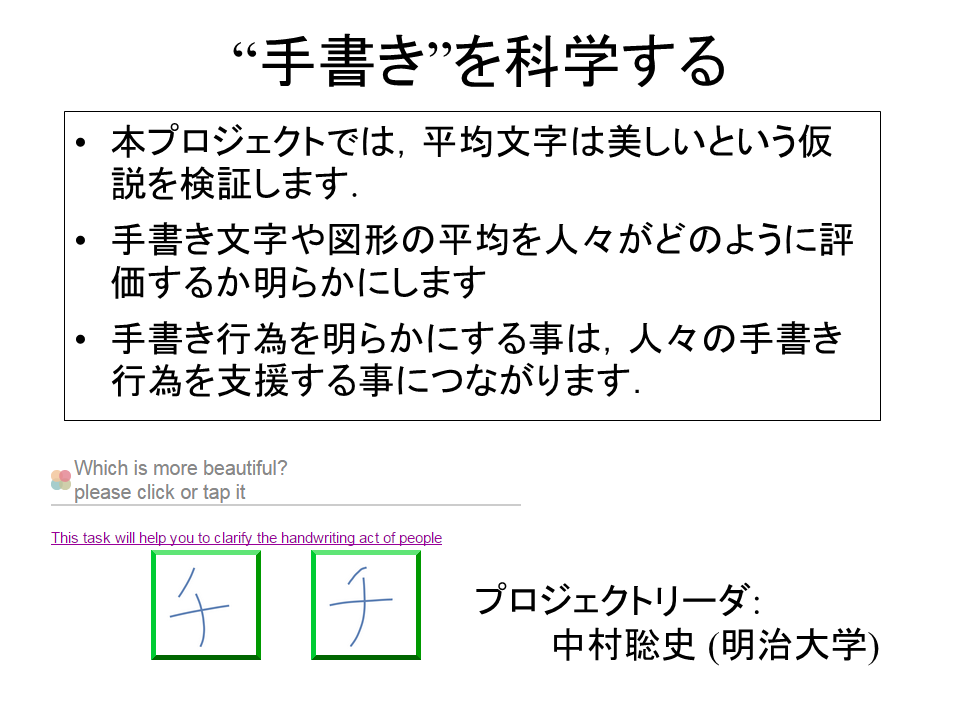 “手書き”を科学する
• 本プロジェクトでは，平均文字は美しいという仮
説を検証します．
• 手書き文字や図形の平均を人々がどのように評
価するか明らかにします
• 手書き行為を明らかにする事は，人々の手書き
行為を支援する事につながります．
Which is more beautiful?
please click or tap it
This task will help you to clarify the handwriting act of people
チ チ
プロジェクトリーダ：
中村聡史 (明治大学)